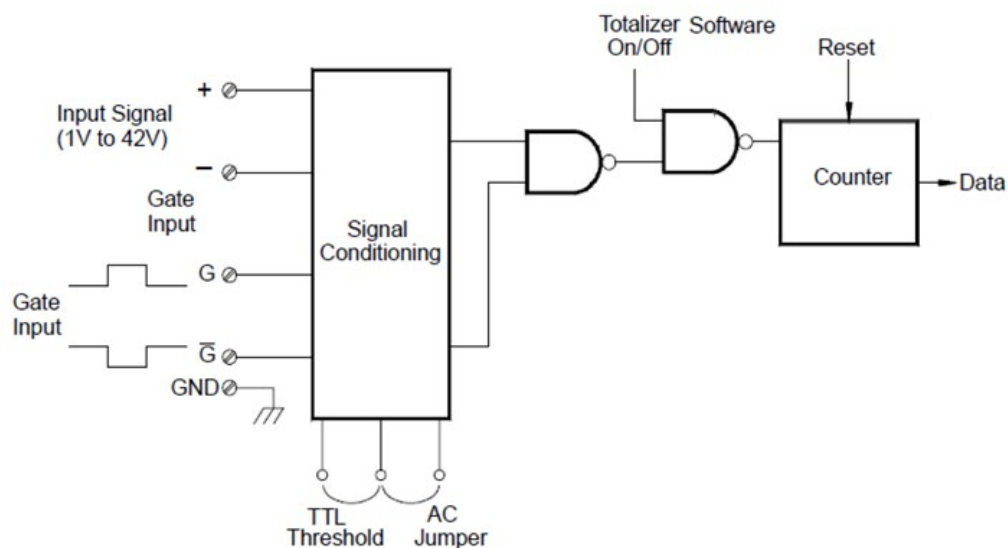 Totalizer Software
On/Off
Reset
+
Input Signal
(1V to 42V)
−
Gate
Input
Signal
Conditioning
Counter
Data
G
Gate
Input
G̅
GND
TTL
Threshold
AC
Jumper